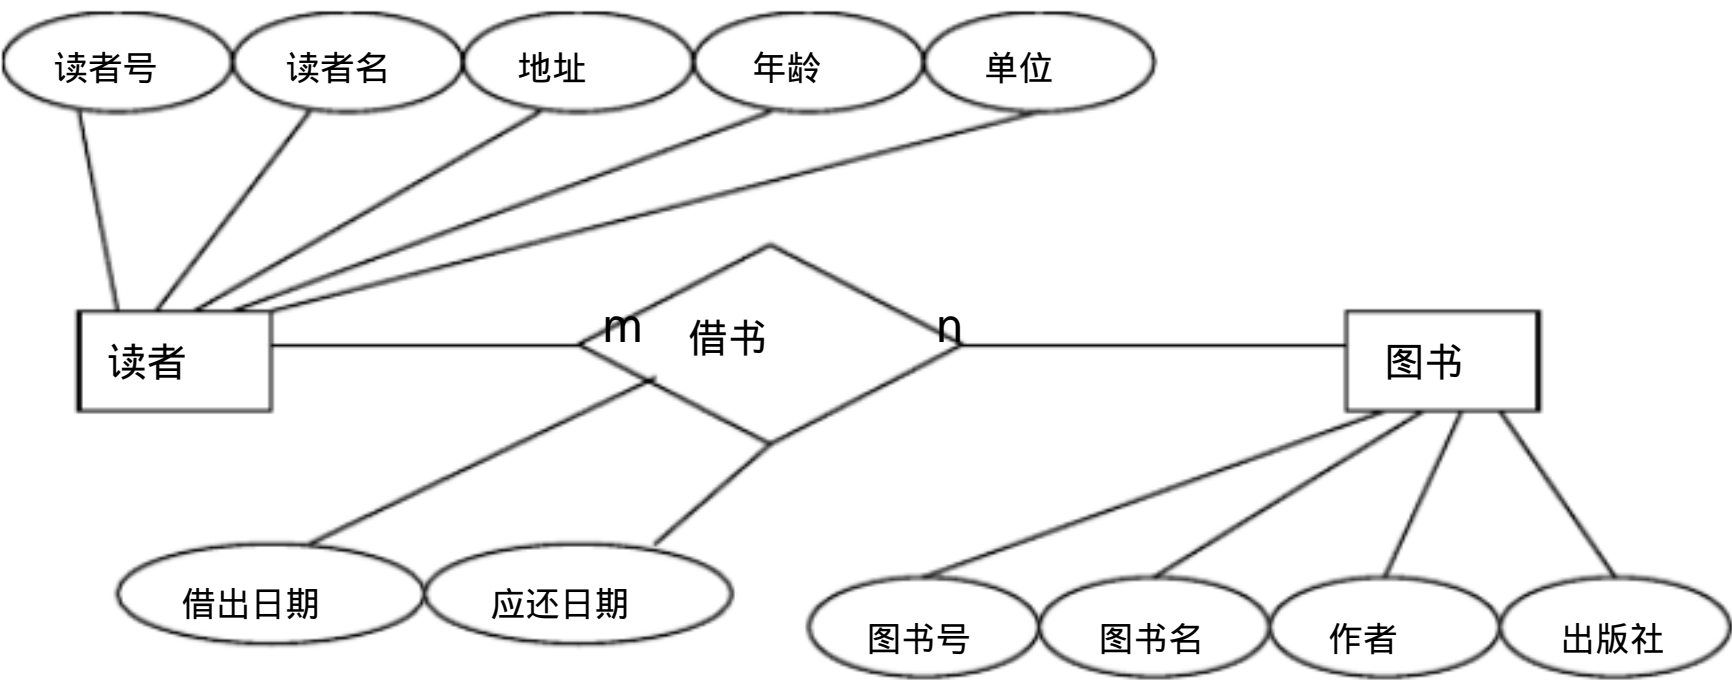 读者号 读者名 地址 年龄 单位
m 借书 n
读者 图书
借出日期 应还日期
图书号 图书名 作者 出版社